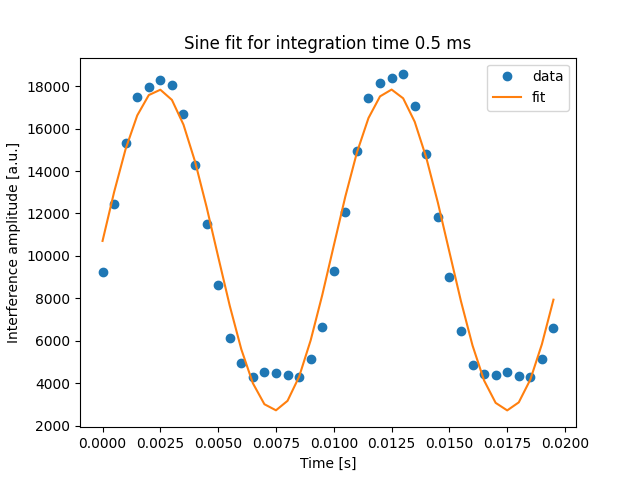 Sine fit for integration time 0.5 ms
data
fit
Interference amplitude [a.u.]
18000
16000
14000
12000
10000
8000
6000
4000
2000
0.0000 0.0025 0.0050 0.0075 0.0100 0.0125 0.0150 0.0175 0.0200
Time [s]